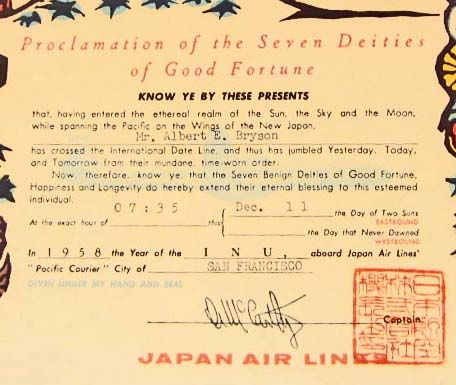 Proclamation of the Seven Deities
of Good Fortune
KNOW YE BY THESE PRESENTS
that, having entered the ethereal realm of the Sun, the Sky and the Moon,
while spanning the Pacific on the Wings of the New Japan,
Mr. Albert E. Bryson
has crossed the International Date Line, and thus has jumbled Yesterday, Today,
and Tomorrow from their mundane, time-worn order.
Now, therefore, know ye, that the Seven Benign Deities of Good Fortune,
Happiness and Longevity do hereby extend their eternal blessing to this esteemed
individual.
At the exact hour of 07:35 this { Dec. 11 the Day of Two Suns
EASTBOUND
the Day that Never Dawned
WESTBOUND
In 1958 the Year of the INU, aboard Japan Air Lines'
"Pacific Courier" City of SAN FRANCISCO
GIVEN UNDER MY HAND AND SEAL
Captain
JAPAN AIR LINES